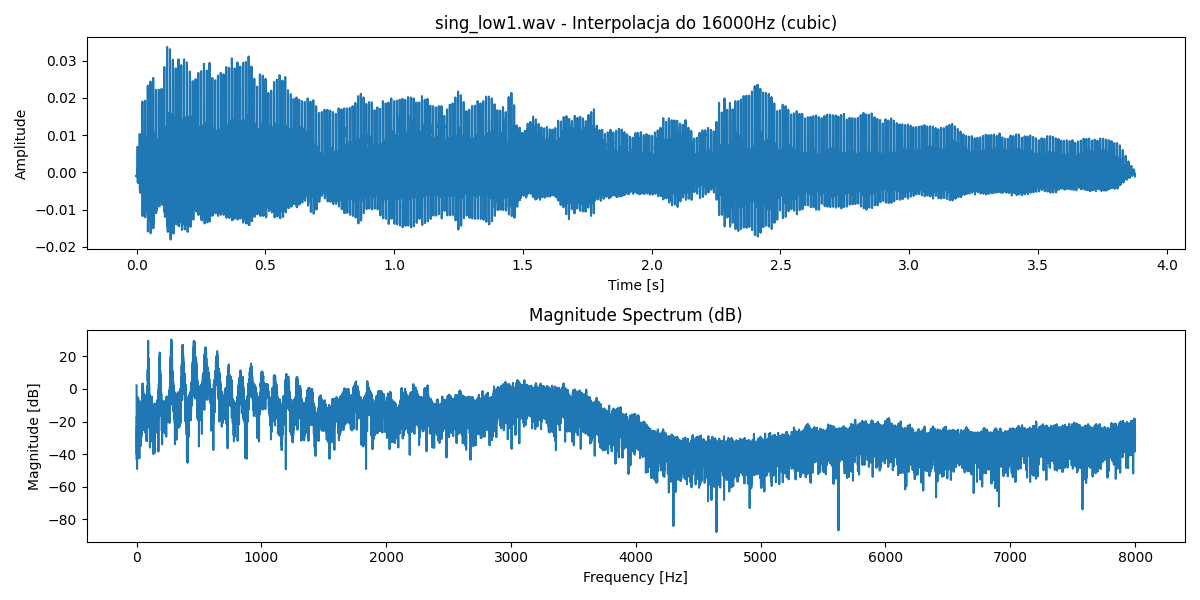 sing_low1.wav - Interpolacja do 16000Hz (cubic)
Amplitude
0.03
0.02
0.01
0.00
−0.01
−0.02
0.0 0.5 1.0 1.5 2.0 2.5 3.0 3.5 4.0
Time [s]
Magnitude Spectrum (dB)
Magnitude [dB]
20
0
−20
−40
−60
−80
0 1000 2000 3000 4000 5000 6000 7000 8000
Frequency [Hz]